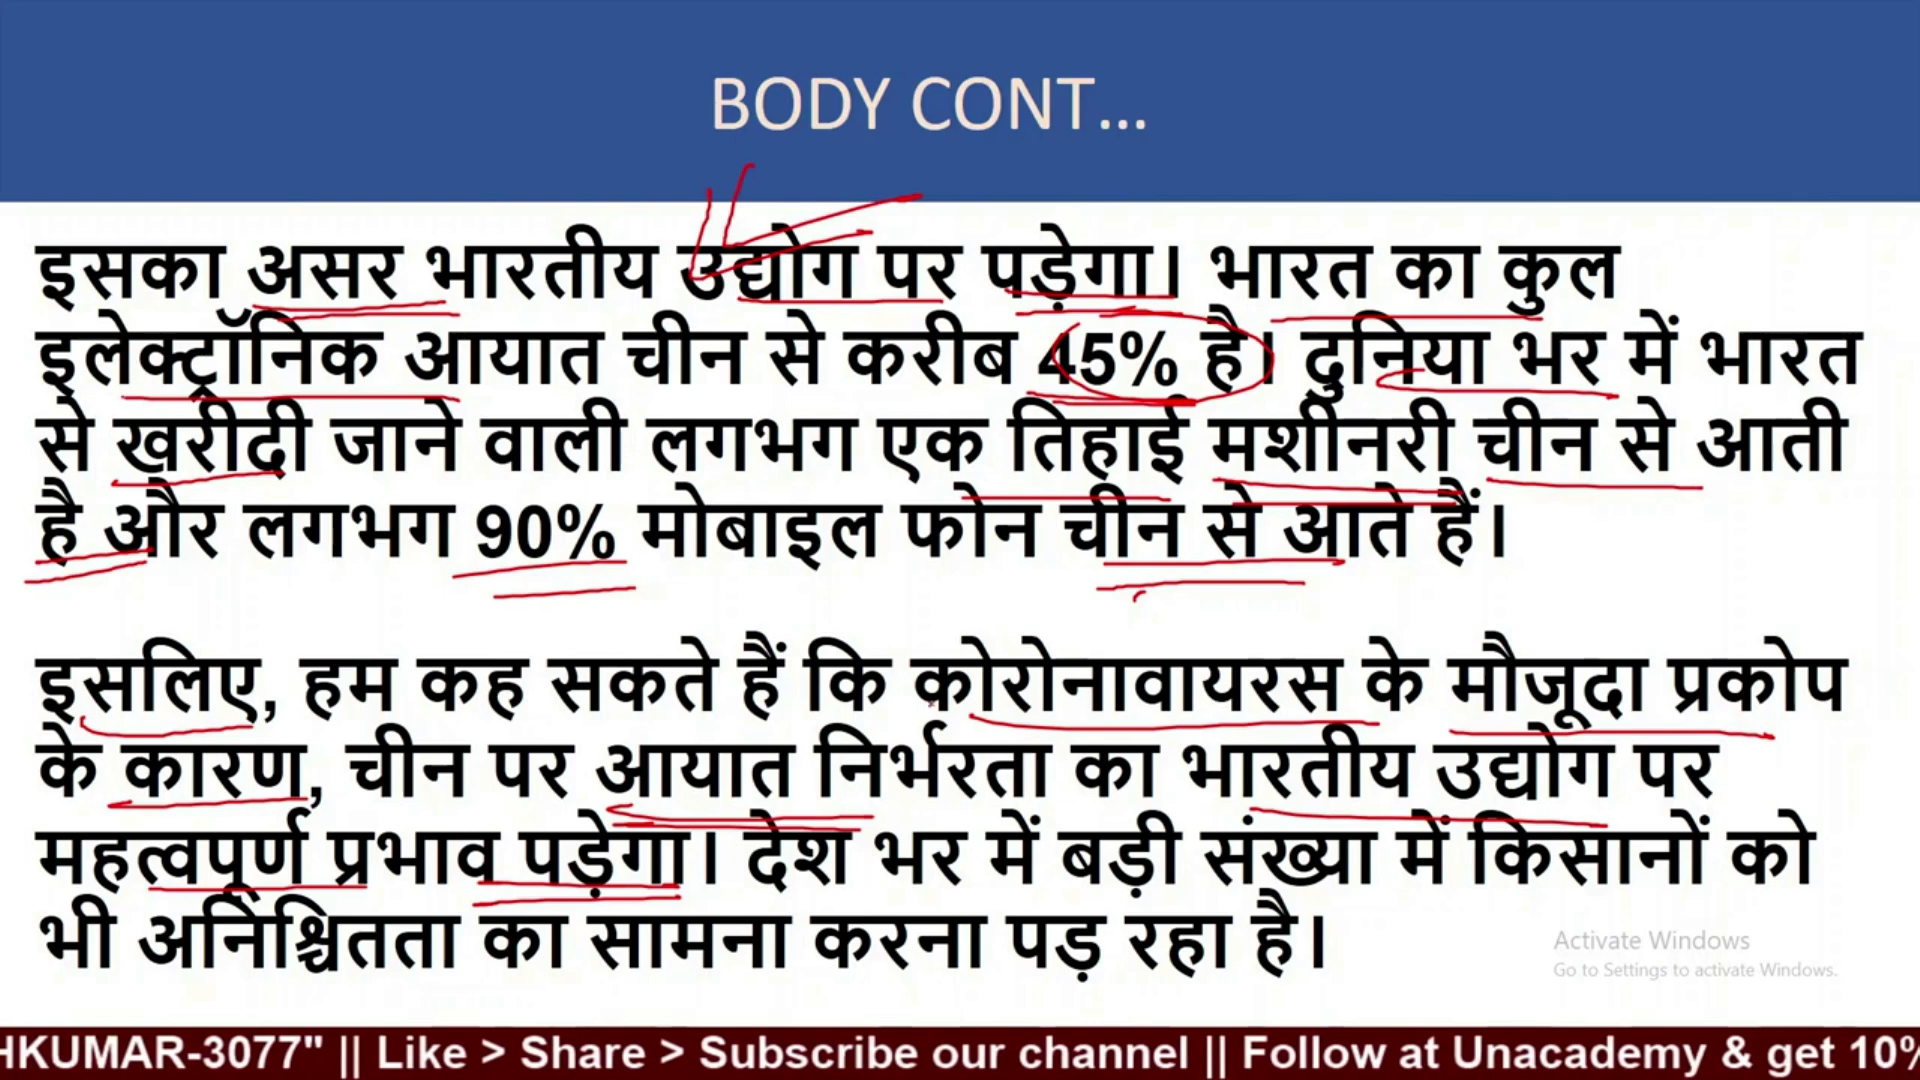 BODY CONT...
इसका असर भारतीय उद्योग पर पड़ेगा। भारत का कुल
इलेक्ट्रॉनिक आयात चीन से करीब 45% है। दुनिया भर में भारत
से खरीदी जाने वाली लगभग एक तिहाई मशीनरी चीन से आती
है और लगभग 90% मोबाइल फोन चीन से आते हैं।
इसलिए, हम कह सकते हैं कि कोरोनावायरस के मौजूदा प्रकोप
के कारण, चीन पर आयात निर्भरता का भारतीय उद्योग पर
महत्वपूर्ण प्रभाव पड़ेगा। देश भर में बड़ी संख्या में किसानों को
भी अनिश्चितता का सामना करना पड़ रहा है।
Activate Windows
Go to Settings to activate Windows.
HKUMAR-3077" || Like > Share > Subscribe our channel || Follow at Unacademy & get 10%